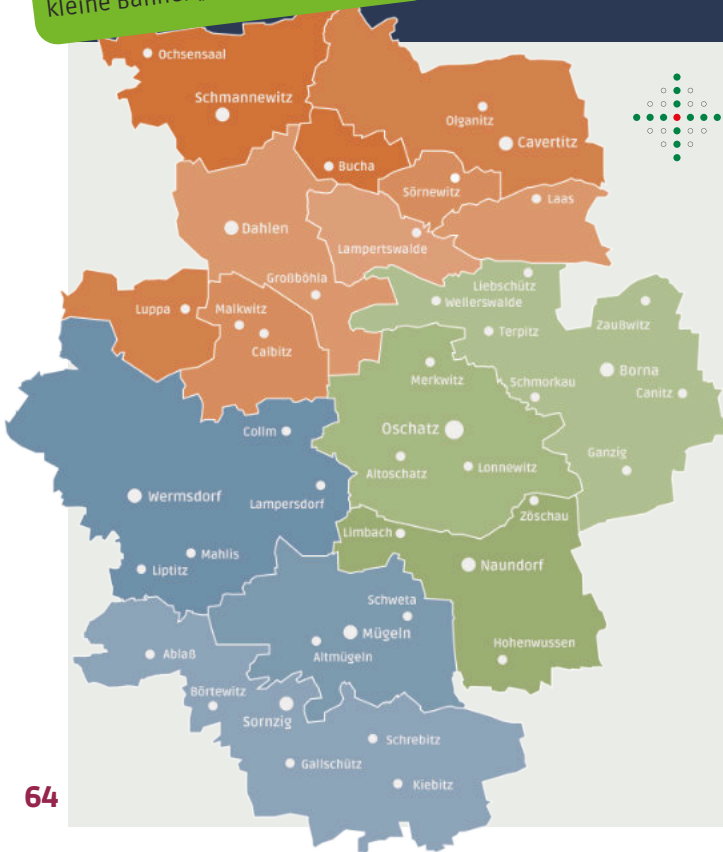 kleine Banner
Ochsensaal
Schmannewitz
Olganitz
Cavertitz
Bucha
Sörnewitz
Laas
Dahlen
Lampertswalde
Großböhla
Liebschütz
Wellerswalde
Luppa
Malkwitz
Zaußwitz
Terpitz
Calbitz
Borna
Merkwitz
Schmorkau
Canitz
Collm
Oschatz
Ganzig
Altoschatz
Lonnewitz
Wermsdorf
Lampersdorf
Zöschau
Limbach
Mahlis
Liptitz
Naundorf
Schweta
Mügeln
Hohenwussen
Ablaß
Altmügeln
Börtewitz
Sornzig
Schrebitz
Gallschütz
Kiebitz
64